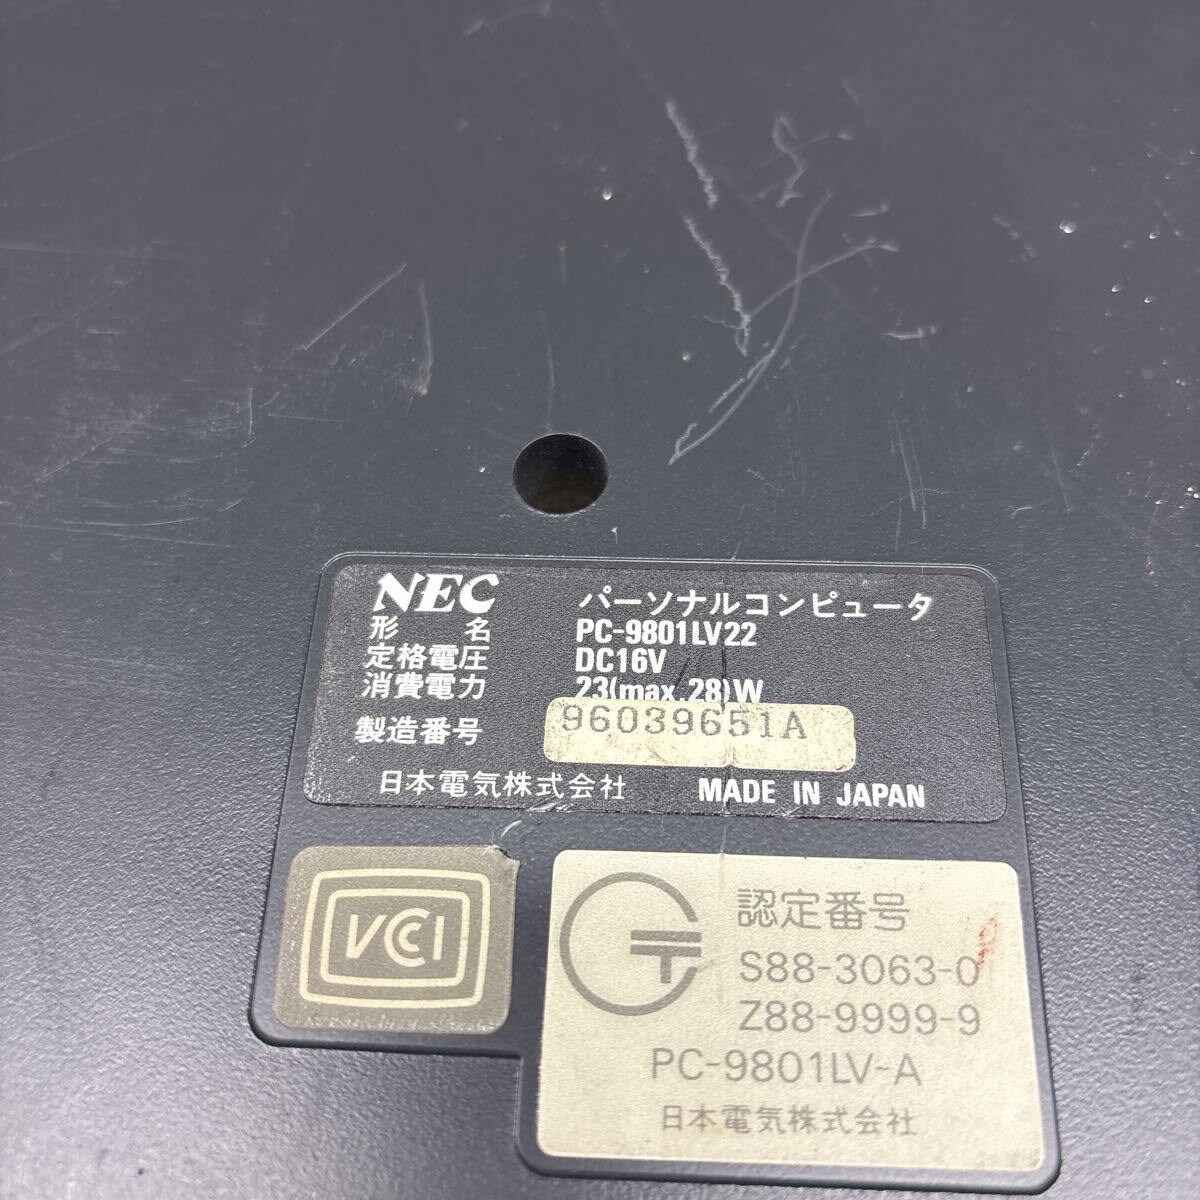 NEC パーソナルコンピュータ
形名 PC-9801LV22
定格電圧 DC16V
消費電力 23(max.28)W
製造番号 96039651A
日本電気株式会社 MADE IN JAPAN
VCCI
〒 認定番号
S88-3063-0
Z88-9999-9
PC-9801LV-A
日本電気株式会社